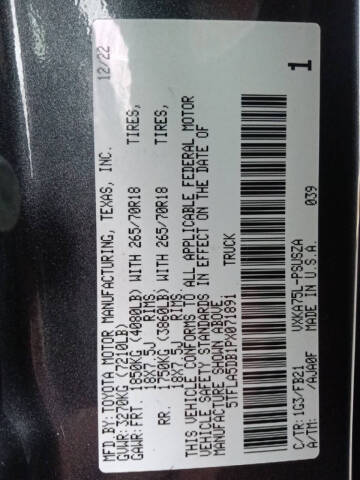 MFD.BY: TOYOTA MOTOR MANUFACTURING, TEXAS, INC. 12/22
GVWR: 3270KG (7210LB)
GAWR: FRT. 1850KG (4080LB) WITH 265/70R18 TIRES,
18X7.5J RIMS
RR. 1750KG (3860LB) WITH 265/70R18 TIRES,
18X7.5J RIMS
THIS VEHICLE CONFORMS TO ALL APPLICABLE FEDERAL MOTOR
VEHICLE SAFETY STANDARDS IN EFFECT ON THE DATE OF
MANUFACTURE SHOWN ABOVE.
5TFLA5DB1PX071891 TRUCK
C/TR: 1G3/FB21 VXKA75L-PSUSZA 1
A/TM: /AJA0F MADE IN U.S.A. 039